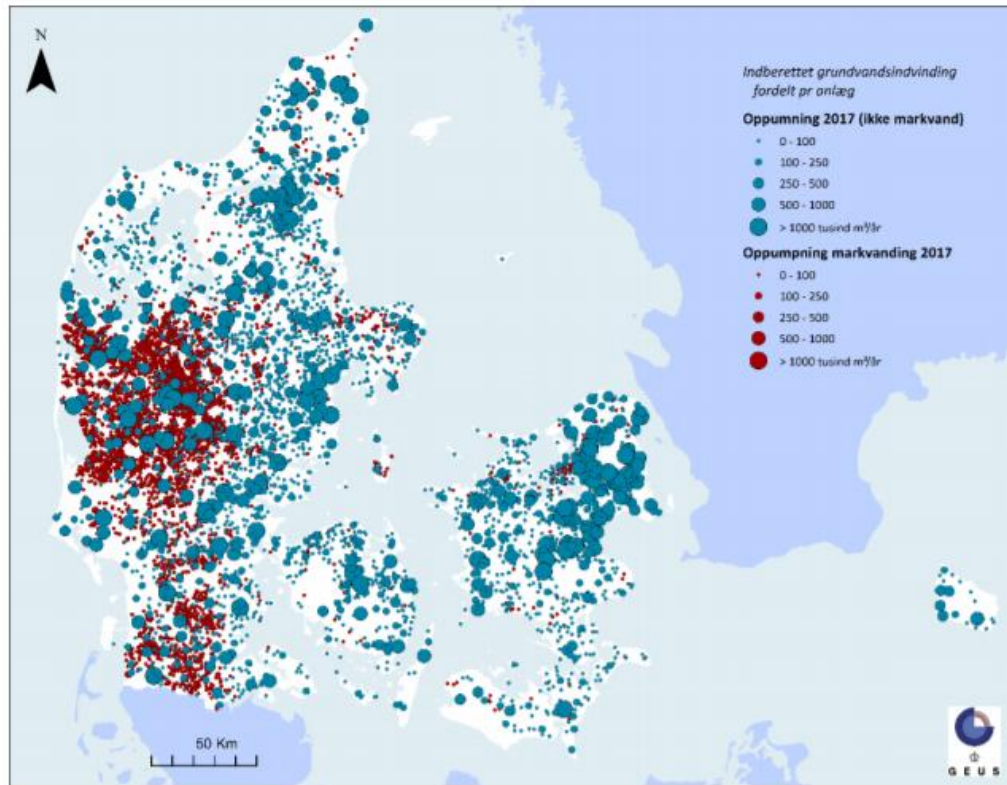 N
Indberettet grundvandsindvinding
fordelt pr anlæg
Oppumning 2017 (ikke markvand)
0 - 100
100 - 250
250 - 500
500 - 1000
> 1000 tusind m³/år
Oppumpning markvanding 2017
0 - 100
100 - 250
250 - 500
500 - 1000
> 1000 tusind m³/år
50 Km
G E U S